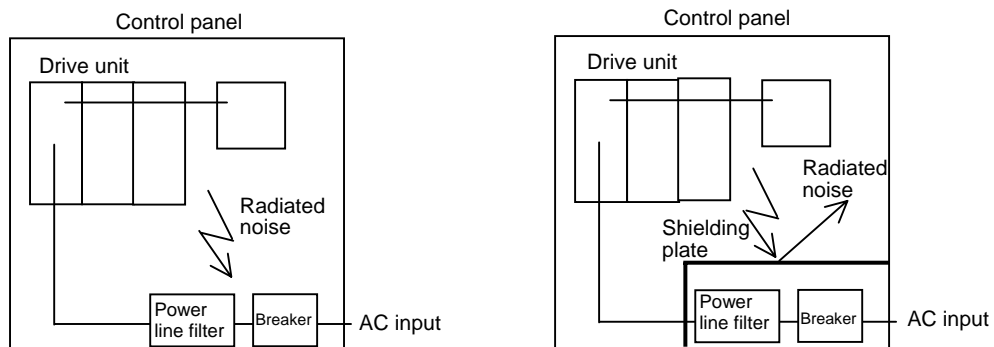 Control panel
Drive unit
Radiated
noise
Power
line filter
Breaker
AC input
Control panel
Drive unit
Radiated
noise
Shielding
plate
Power
line filter
Breaker
AC input